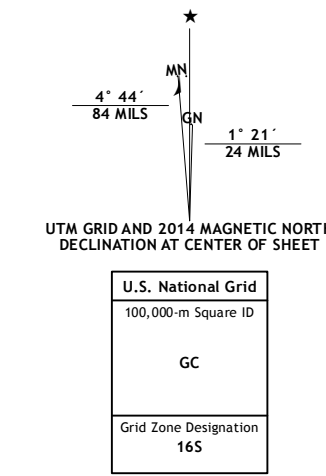 ★
MN
4° 44´
84 MILS
GN
1° 21´
24 MILS
UTM GRID AND 2014 MAGNETIC NORTH
DECLINATION AT CENTER OF SHEET
U.S. National Grid
100,000-m Square ID
GC
Grid Zone Designation
16S